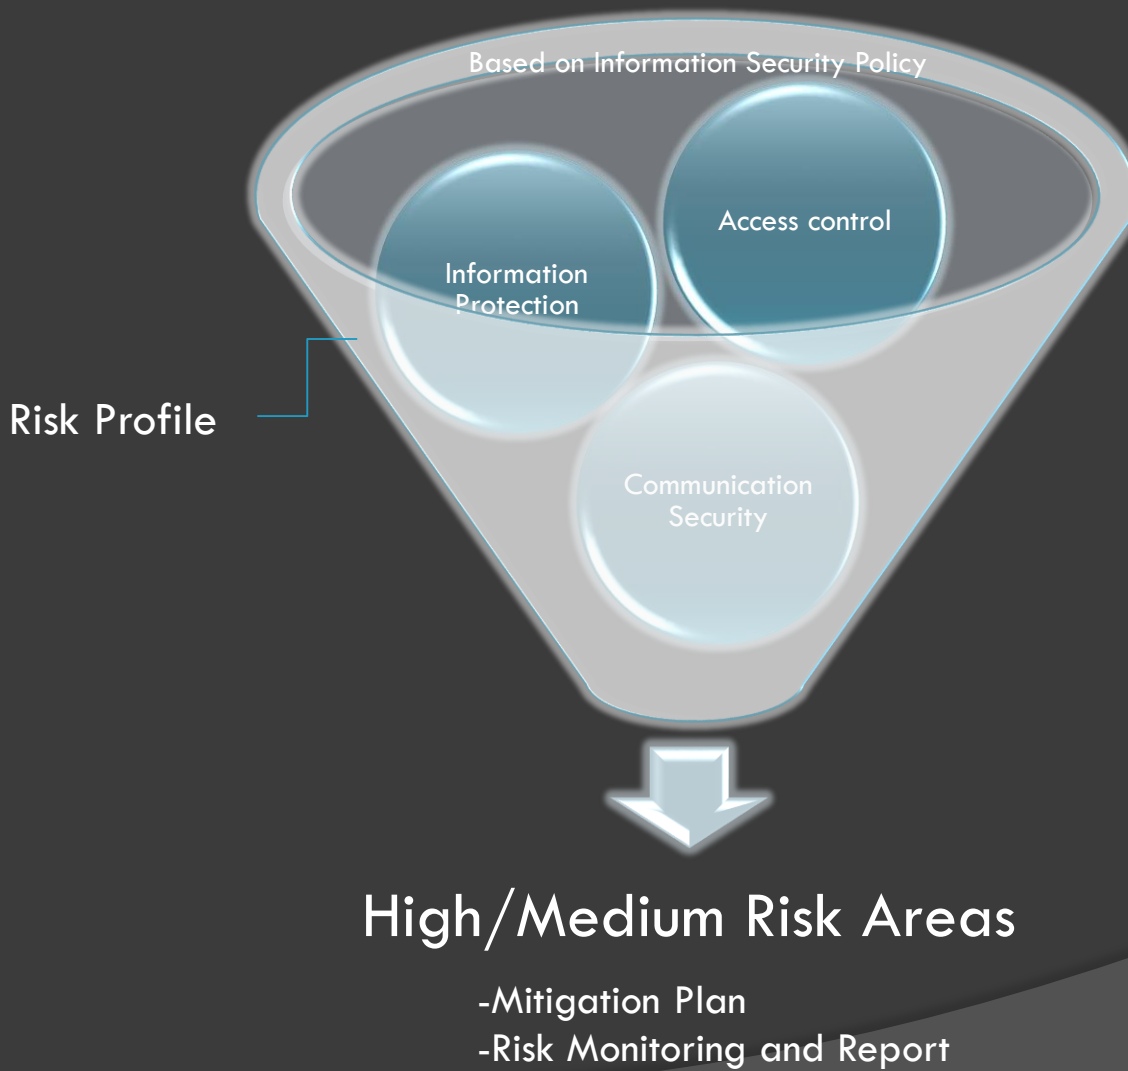 Based on Information Security Policy
Access control
Information
Protection
Risk Profile
Communication
Security
High/Medium Risk Areas
-Mitigation Plan
-Risk Monitoring and Report